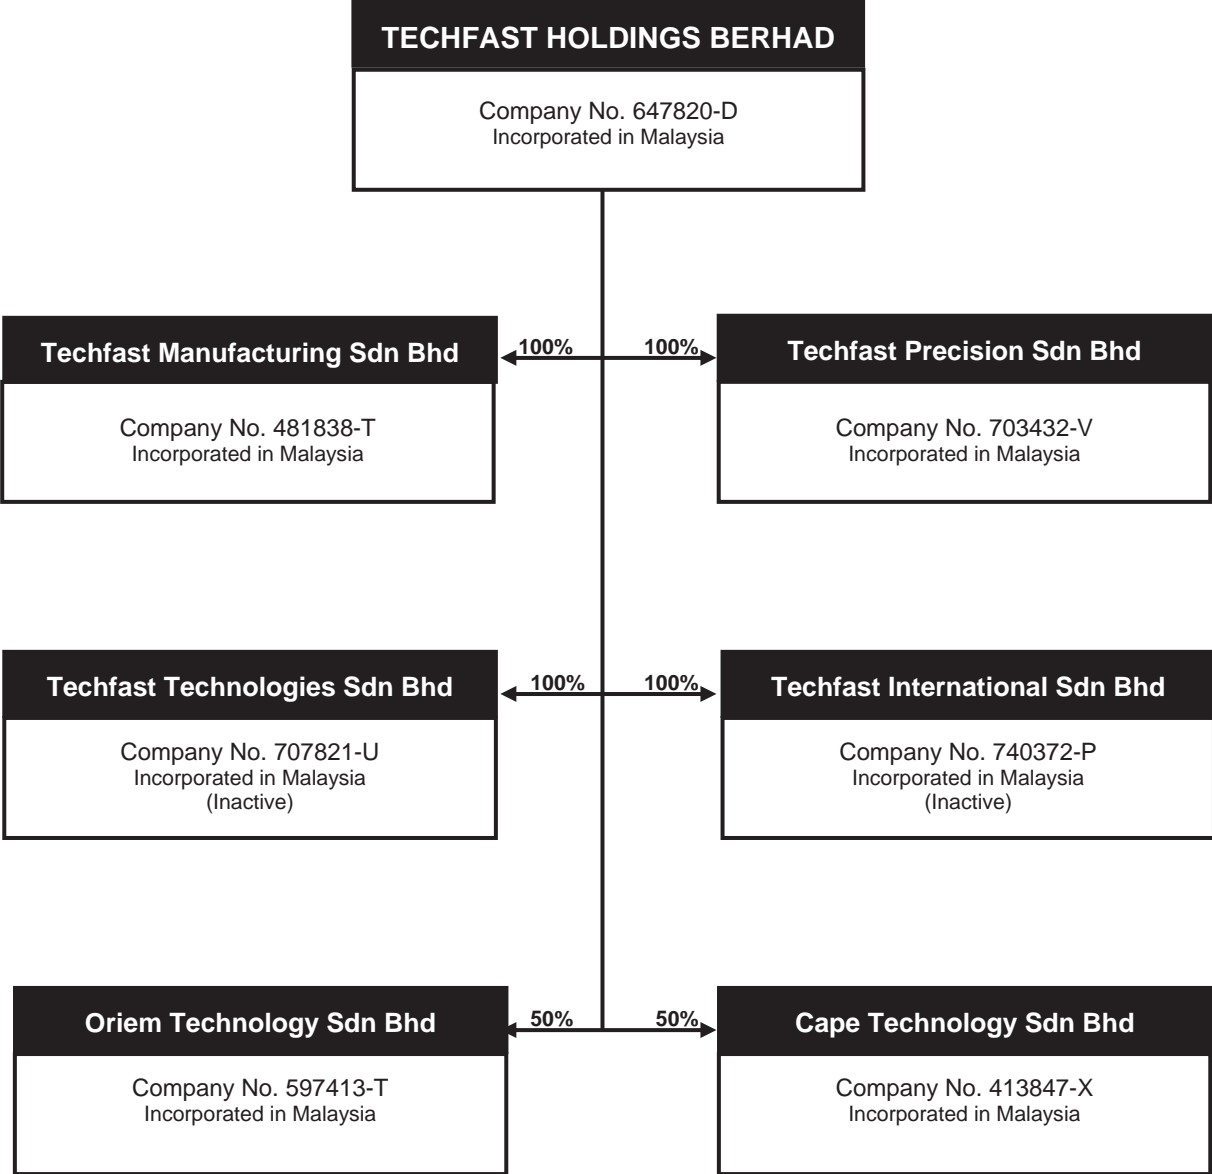 TECHFAST HOLDINGS BERHAD
Company No. 647820-D
Incorporated in Malaysia
Techfast Manufacturing Sdn Bhd
100%
100%
Techfast Precision Sdn Bhd
Company No. 481838-T
Incorporated in Malaysia
Company No. 703432-V
Incorporated in Malaysia
Techfast Technologies Sdn Bhd
100%
100%
Techfast International Sdn Bhd
Company No. 707821-U
Incorporated in Malaysia
(Inactive)
Company No. 740372-P
Incorporated in Malaysia
(Inactive)
Oriem Technology Sdn Bhd
50%
50%
Cape Technology Sdn Bhd
Company No. 597413-T
Incorporated in Malaysia
Company No. 413847-X
Incorporated in Malaysia